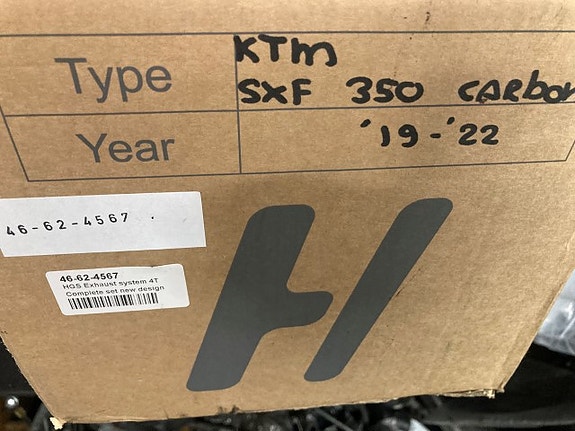 Type KTM
SXF 350 CARBON
Year '19-'22
46-62-4567 .
46-62-4567
HGS Exhaust system 4T
Complete set new design
H